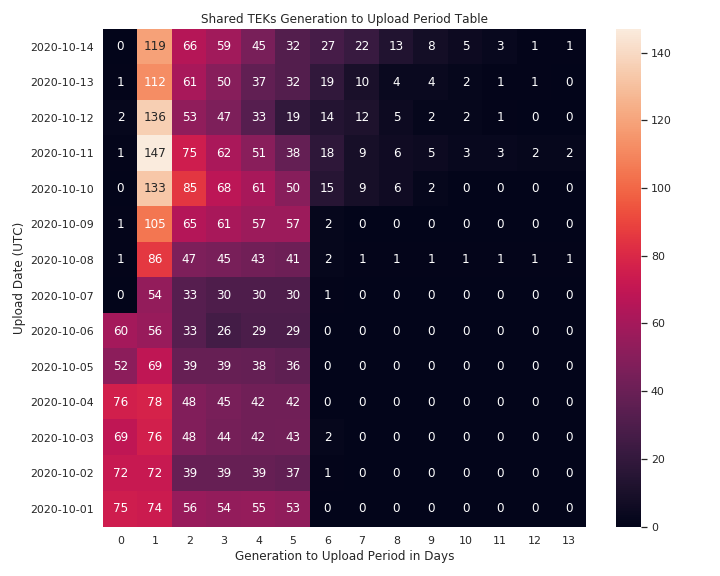 Shared TEKs Generation to Upload Period Table
Upload Date (UTC)
2020-10-14 0 119 66 59 45 32 27 22 13 8 5 3 1 1
2020-10-13 1 112 61 50 37 32 19 10 4 4 2 1 1 0
2020-10-12 2 136 53 47 33 19 14 12 5 2 2 1 0 0
2020-10-11 1 147 75 62 51 38 18 9 6 5 3 3 2 2
2020-10-10 0 133 85 68 61 50 15 9 6 2 0 0 0 0
2020-10-09 1 105 65 61 57 57 2 0 0 0 0 0 0 0
2020-10-08 1 86 47 45 43 41 2 1 1 1 1 1 1 1
2020-10-07 0 54 33 30 30 30 1 0 0 0 0 0 0 0
2020-10-06 60 56 33 26 29 29 0 0 0 0 0 0 0 0
2020-10-05 52 69 39 39 38 36 0 0 0 0 0 0 0 0
2020-10-04 76 78 48 45 42 42 0 0 0 0 0 0 0 0
2020-10-03 69 76 48 44 42 43 2 0 0 0 0 0 0 0
2020-10-02 72 72 39 39 39 37 1 0 0 0 0 0 0 0
2020-10-01 75 74 56 54 55 53 0 0 0 0 0 0 0 0
0 1 2 3 4 5 6 7 8 9 10 11 12 13
Generation to Upload Period in Days
140
120
100
80
60
40
20
0